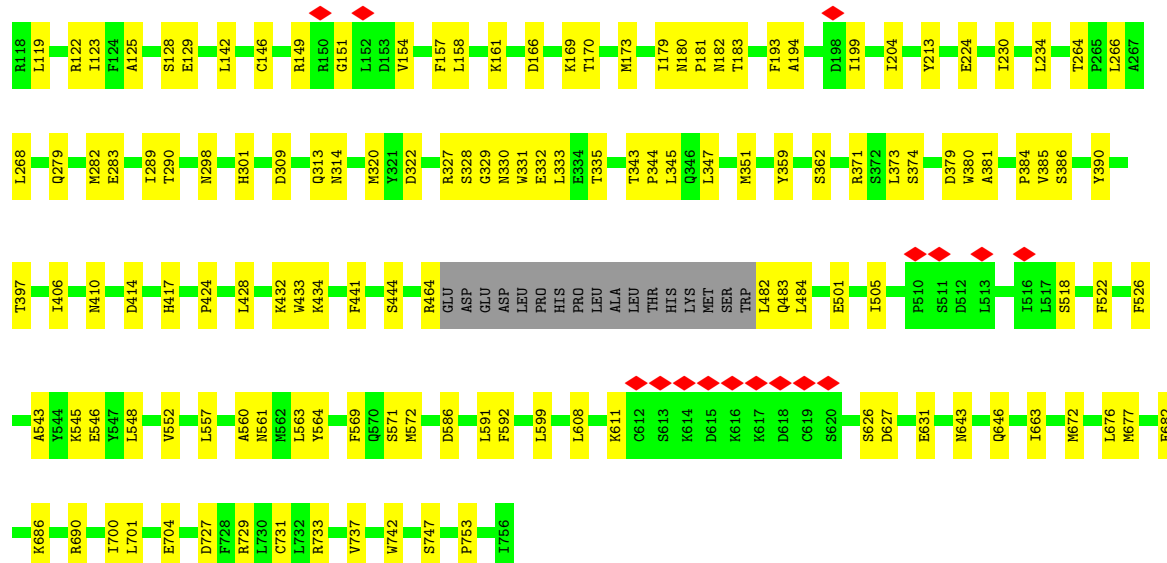 R118 L119 R122 I123 F124 A125 S128 E129 L142 C146 R149 R150 G151 L152 D153 V154 F157 L158 K161 D166 K169 T170 M173 I179 N180 P181 N182 T183 F193 A194 D198 I199 I204 Y213 E224 I230 L234 T264 P265 L266 A267
L268 Q279 M282 E283 I289 T290 N298 H301 D309 Q313 N314 M320 Y321 D322 R327 S328 G329 N330 W331 E332 L333 E334 T335 T343 P344 L345 Q346 L347 M351 Y359 S362 R371 S372 L373 S374 D379 W380 A381 P384 V385 S386 Y390
T397 I406 N410 D414 H417 P424 L428 K432 W433 K434 F441 S444 R464 GLU ASP GLU ASP LEU PRO HIS PRO LEU ALA LEU THR HIS LYS MET SER TRP L482 Q483 L484 E501 I505 P510 S511 D512 L513 I516 L517 S518 F522 F526
A543 Y544 K545 E546 Y547 L548 V552 L557 A560 N561 M562 L563 Y564 F569 Q570 S571 M572 D586 L591 F592 L599 L608 K611 C612 S613 K614 D615 K616 K617 D618 C619 S620 S626 D627 E631 N643 Q646 I663 M672 L676 M677
K686 R690 I700 L701 E704 D727 F728 R729 L730 C731 L732 R733 V737 W742 S747 P753 I756